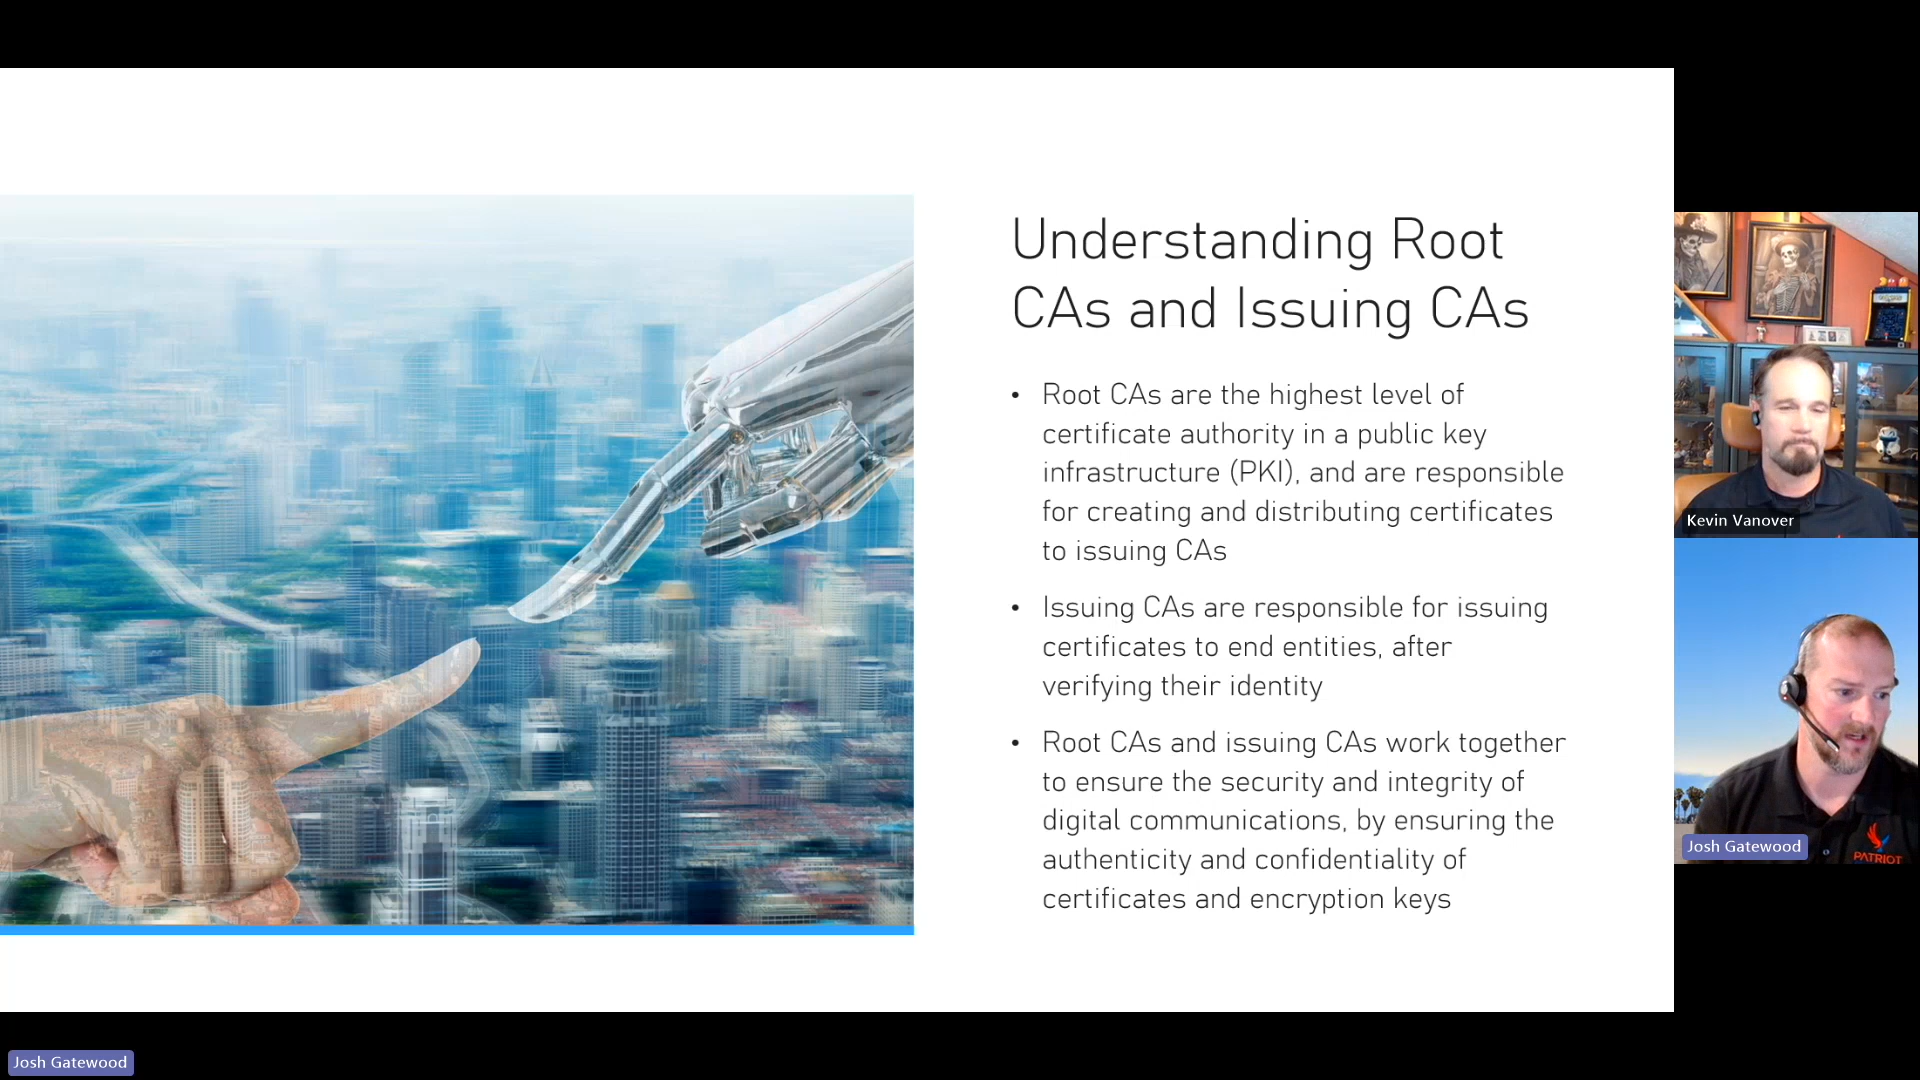 Understanding Root
CAs and Issuing CAs
• Root CAs are the highest level of
certificate authority in a public key
infrastructure (PKI), and are responsible
for creating and distributing certificates
to issuing CAs
• Issuing CAs are responsible for issuing
certificates to end entities, after
verifying their identity
• Root CAs and issuing CAs work together
to ensure the security and integrity of
digital communications, by ensuring the
authenticity and confidentiality of
certificates and encryption keys
Kevin Vanover
Josh Gatewood
PATRIOT
Josh Gatewood